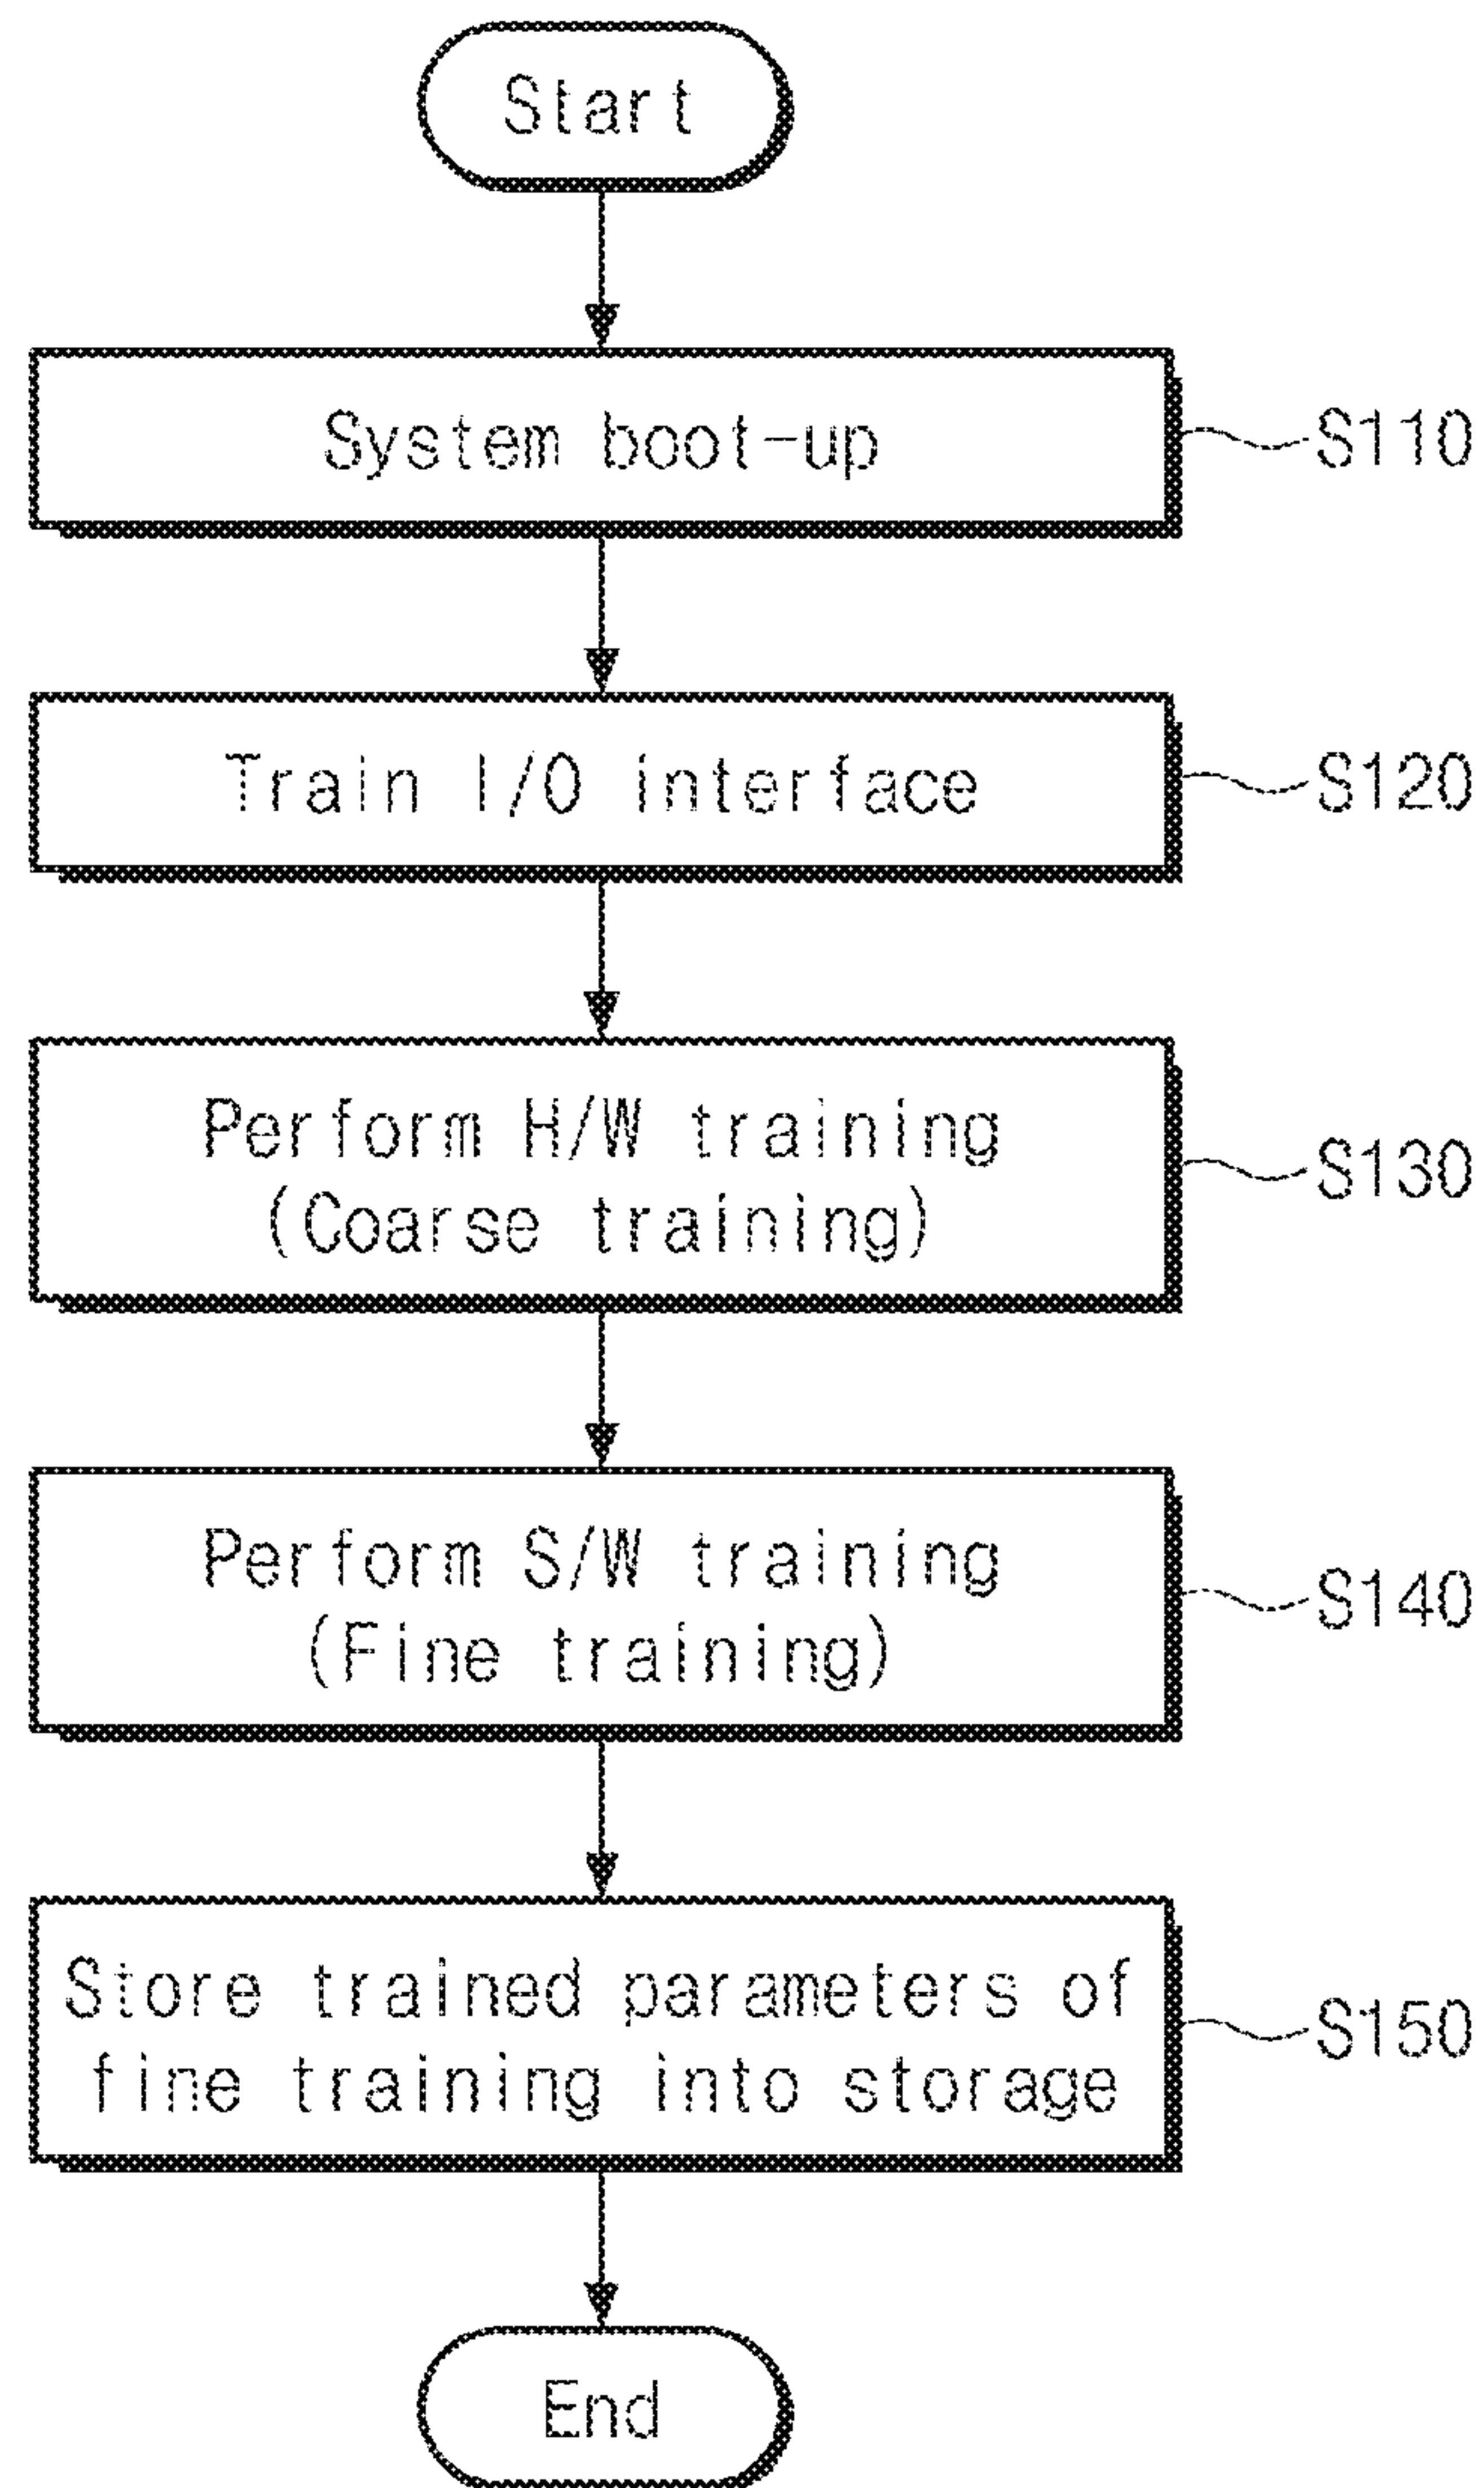 Start
System boot-up
S110
Train I/O interface
S120
Perform H/W training
(Coarse training)
S130
Perform S/W training
(Fine training)
S140
Store trained parameters of
fine training into storage
S150
End